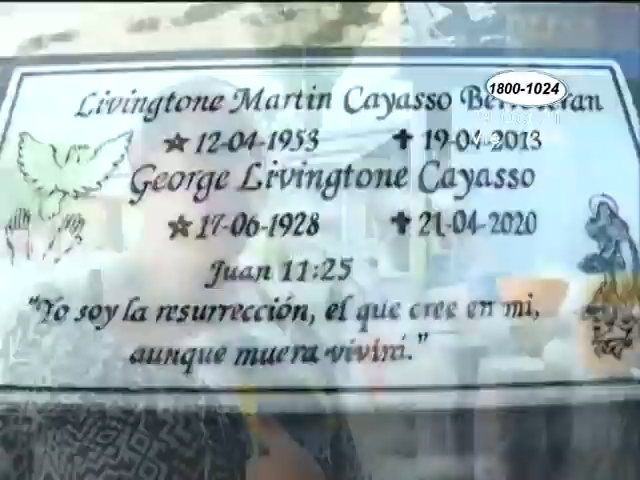 1800-1024
Livingtone Martin Cayasso
☆ 12-04-1953 ✝ 19-04-2013
George Livingtone Cayasso
☆ 17-06-1928 ✝ 21-04-2020
Juan 11:25
"Yo soy la resurrección, el que cree en mi,
aunque muera vivirá."